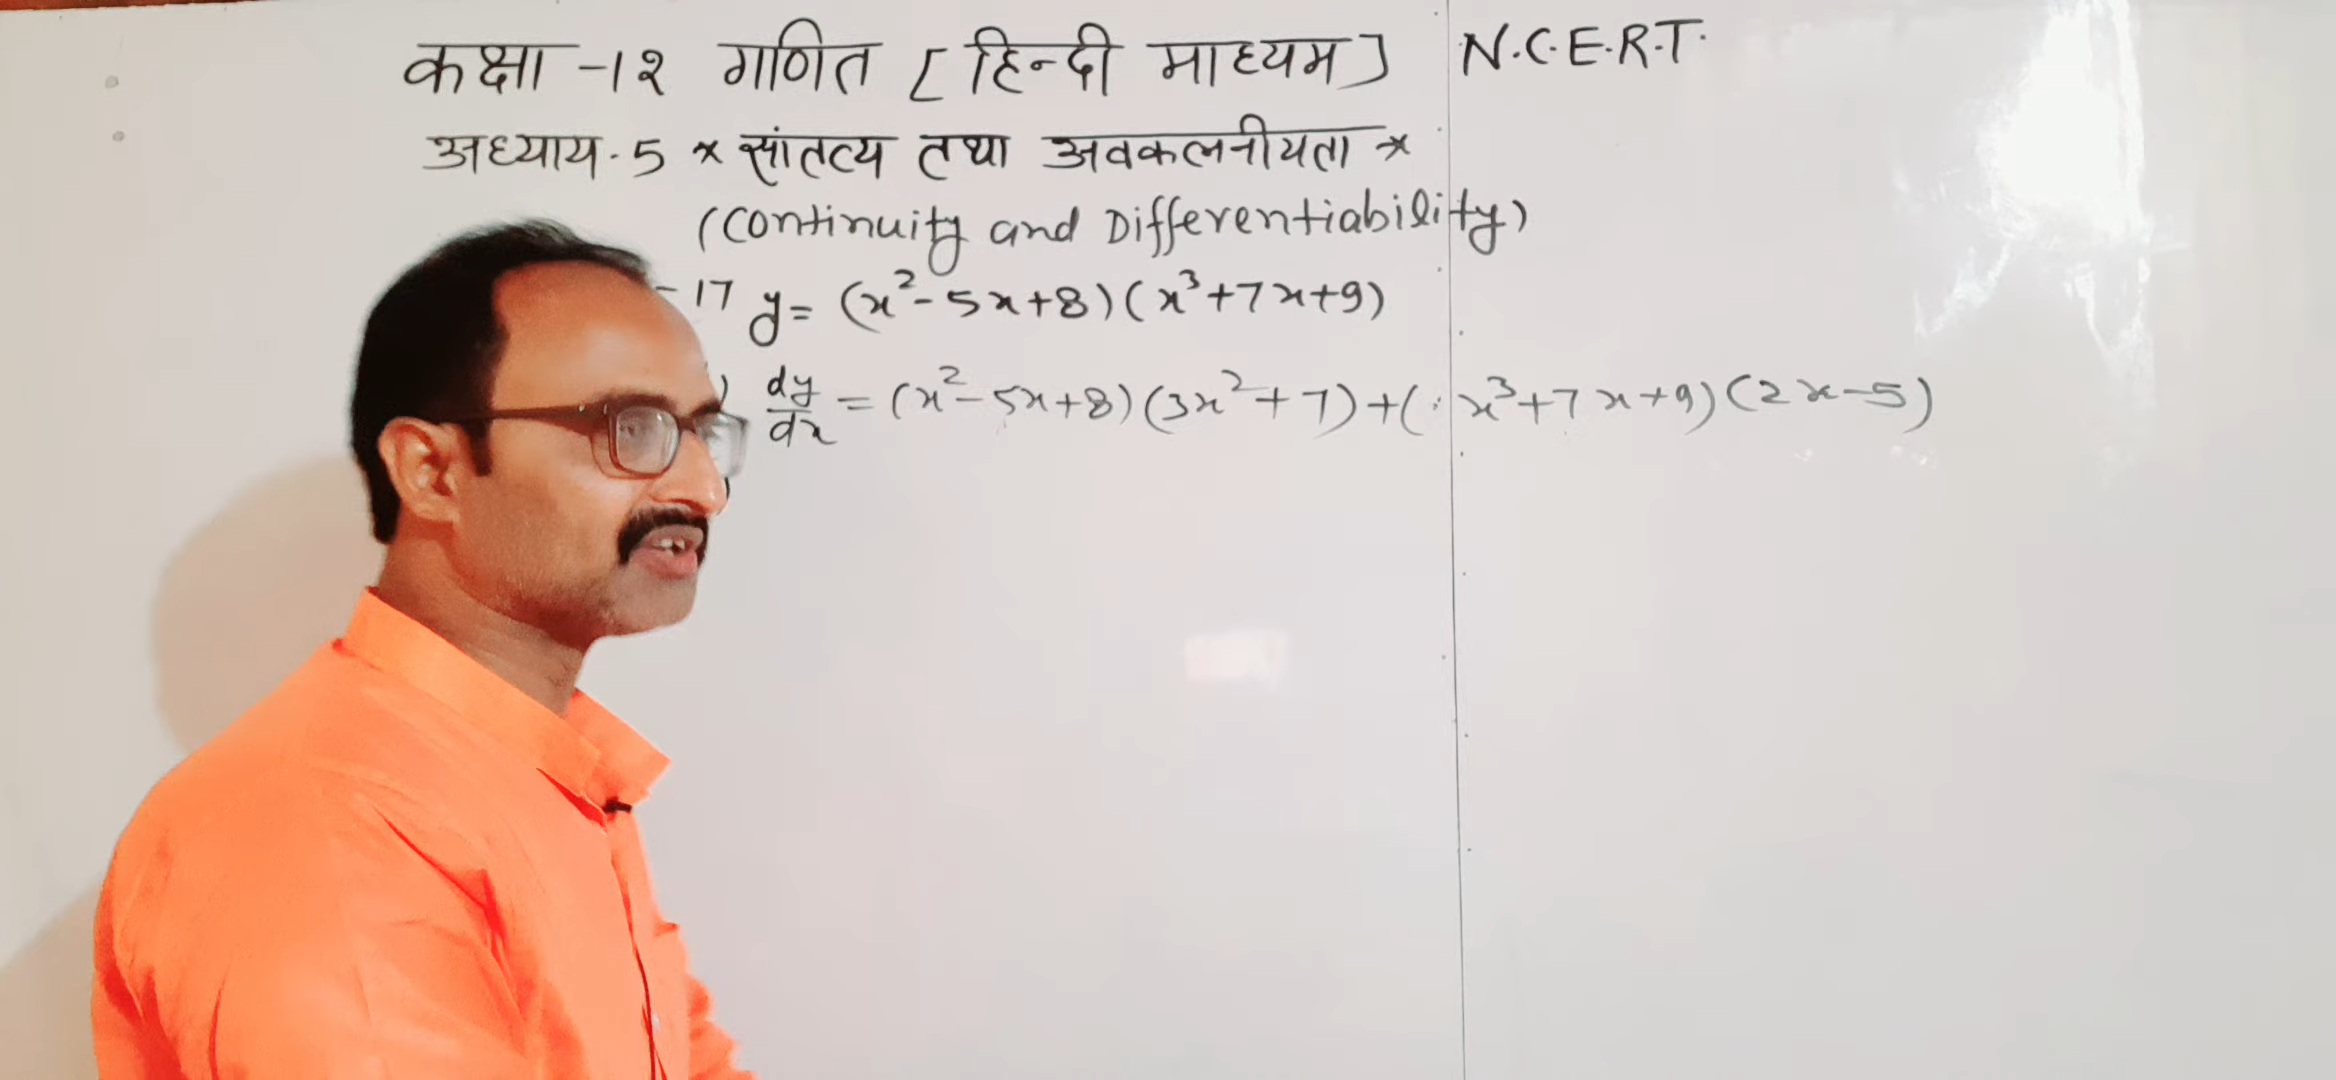 कक्षा -1२ गणित [हिन्दी माध्यम] N.C.E.R.T.
अध्याय.5 * सांतत्य तथा अवकलनीयता *
(Continuity and Differentiability)
-17 y= (x²-5x+8)(x³+7x+9)
) dy/dx = (x²-5x+8)(3x²+7)+(x³+7x+9)(2x-5)